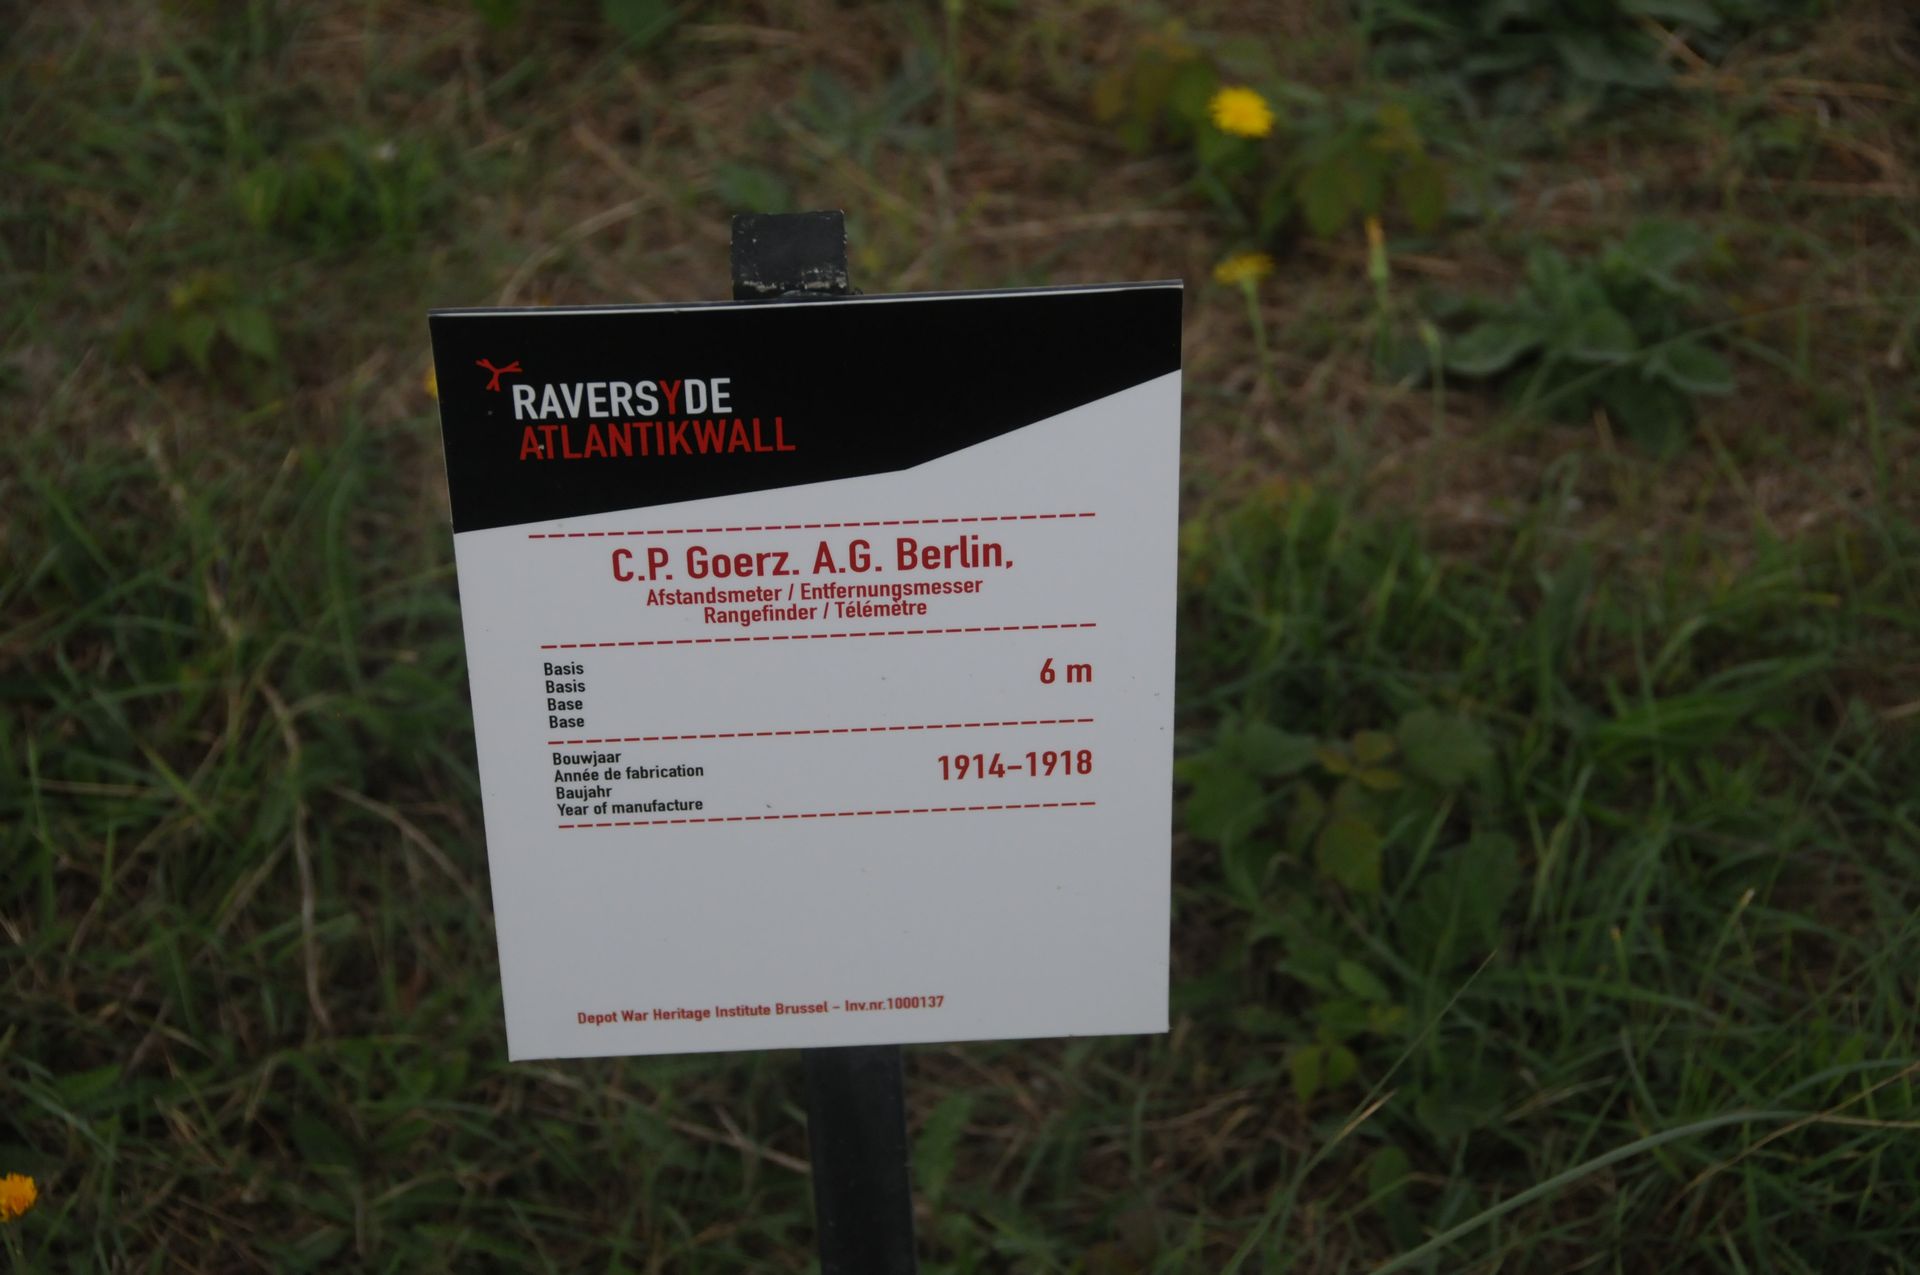 RAVERSYDE
ATLANTIKWALL
C.P. Goerz. A.G. Berlin,
Afstandsmeter / Entfernungsmesser
Rangefinder / Télémètre
Basis
Basis
Base
Base
6 m
Bouwjaar
Année de fabrication
Baujahr
Year of manufacture
1914–1918
Depot War Heritage Institute Brussel – Inv.nr.1000137